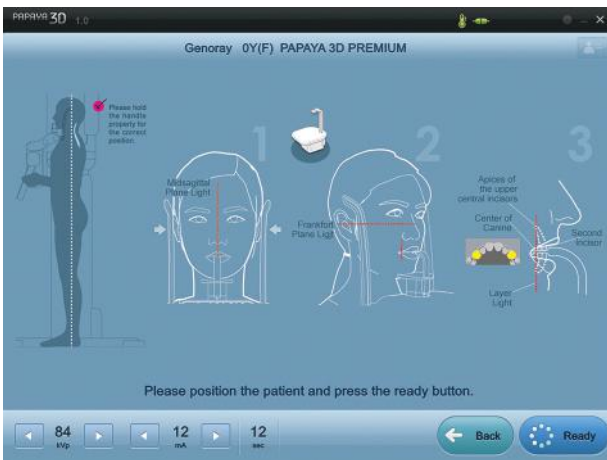 PAPAYA 3D 1.0
Genoray 0Y(F) PAPAYA 3D PREMIUM
Please hold
the handle
properly for
the correct
position.
1
Midsagittal
Plane Light
2
Frankfort
Plane Ligt
3
Apices of
the upper
central incisors
Center of
Canine
Second
incisor
Layer
Light
Please position the patient and press the ready button.
84
kVp
12
mA
12
sec
Back
Ready